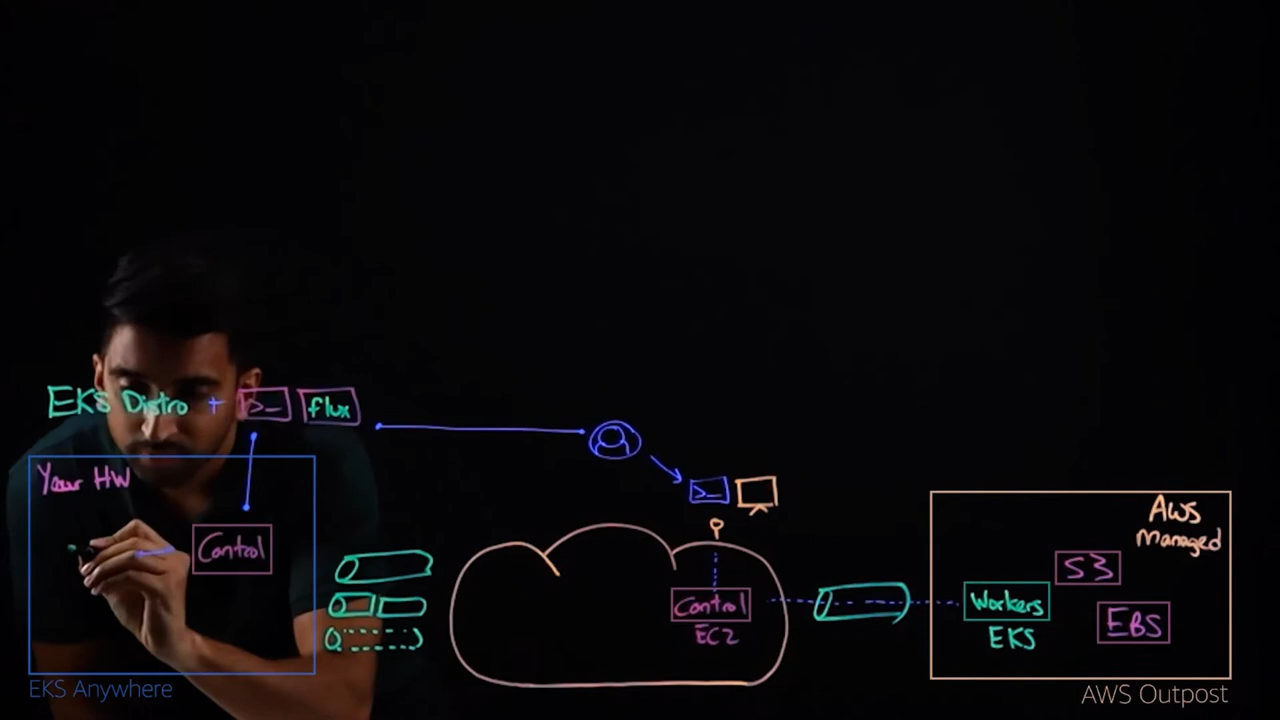 EKS Distro + >_ flux
Your HW
Control
EKS Anywhere
>_
Control
EC2
AWS
Managed
S3
Workers
EKS
EBS
AWS Outpost